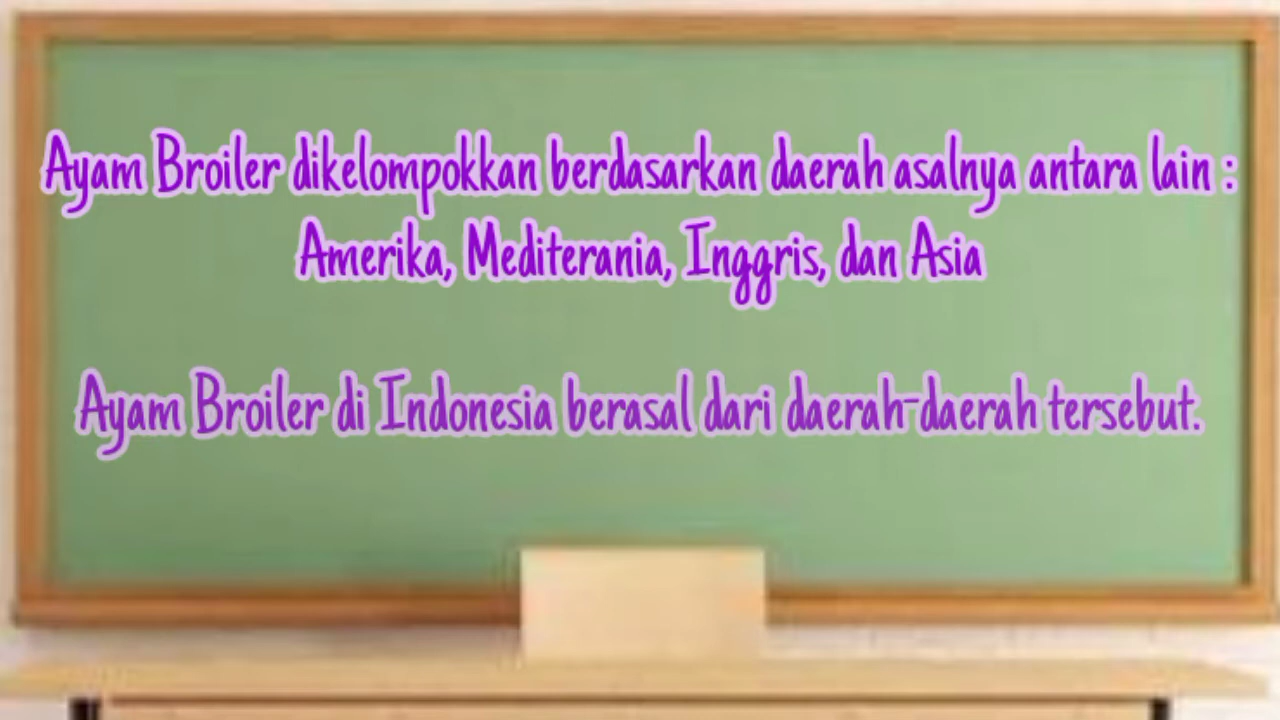 Ayam Broiler dikelompokkan berdasarkan daerah asalnya antara lain :
Amerika, Mediterania, Inggris, dan Asia
Ayam Broiler di Indonesia berasal dari daerah-daerah tersebut.